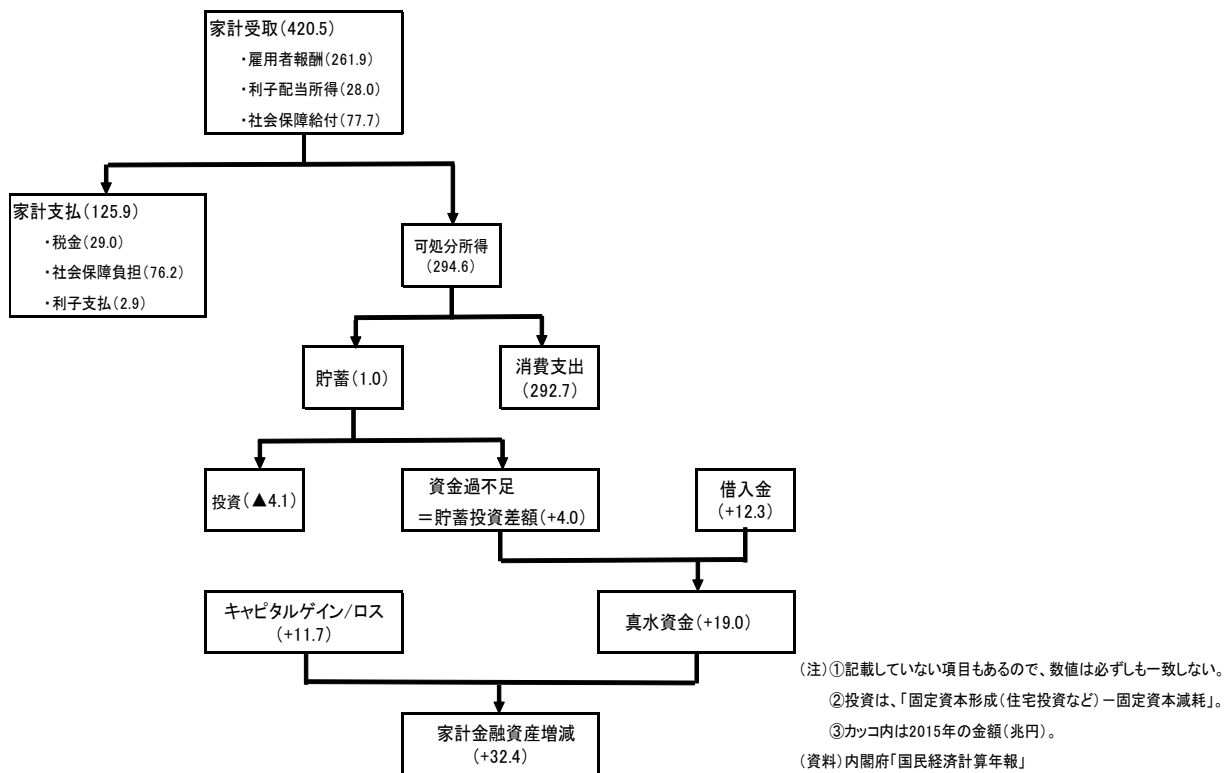 家計受取(420.5)
・雇用者報酬(261.9)
・利子配当所得(28.0)
・社会保障給付(77.7)
家計支払(125.9)
・税金(29.0)
・社会保障負担(76.2)
・利子支払(2.9)
可処分所得
(294.6)
貯蓄(1.0)
消費支出
(292.7)
投資(▲4.1)
資金過不足
＝貯蓄投資差額(+4.0)
借入金
(+12.3)
キャピタルゲイン/ロス
(+11.7)
真水資金(+19.0)
家計金融資産増減
(+32.4)
(注)①記載していない項目もあるので、数値は必ずしも一致しない。
②投資は、「固定資本形成(住宅投資など)－固定資本減耗」。
③カッコ内は2015年の金額(兆円)。
(資料)内閣府「国民経済計算年報」